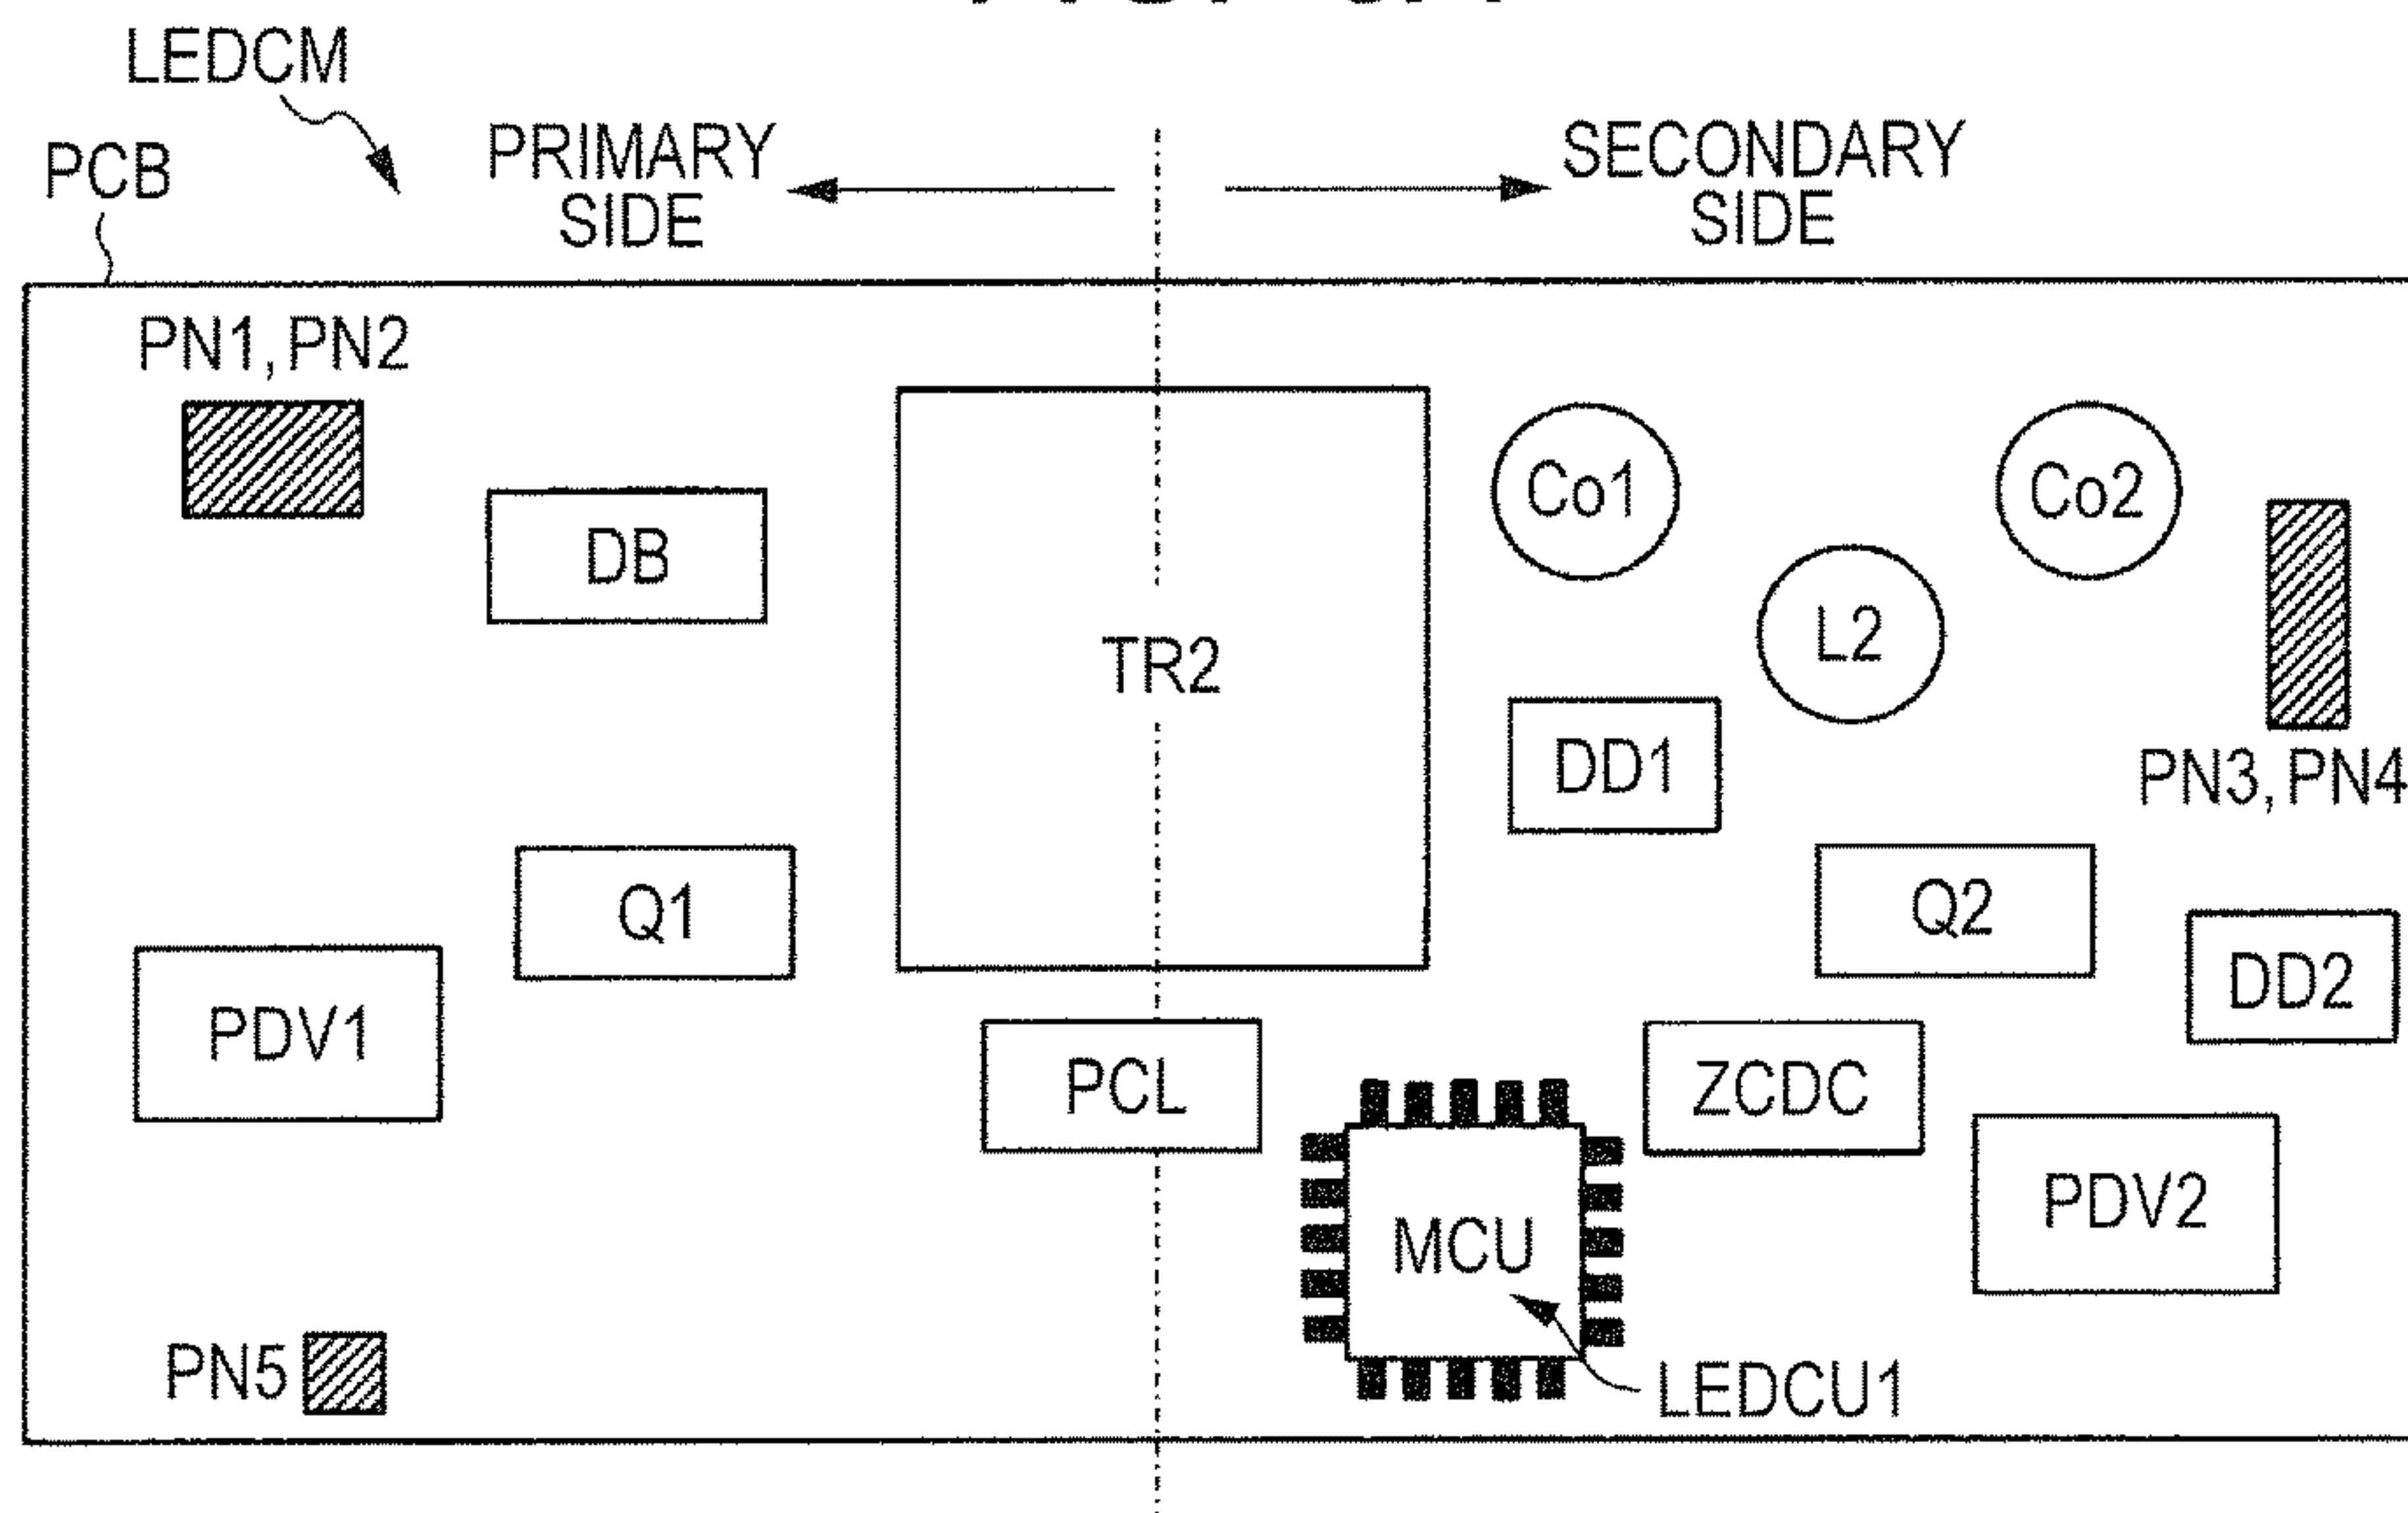 LEDCM
PCB
PRIMARY
SIDE
SECONDARY
SIDE
PN1, PN2
Co1
Co2
DB
L2
TR2
DD1
PN3, PN4
Q1
Q2
DD2
PDV1
PCL
ZCDC
PDV2
MCU
PN5
LEDCU1